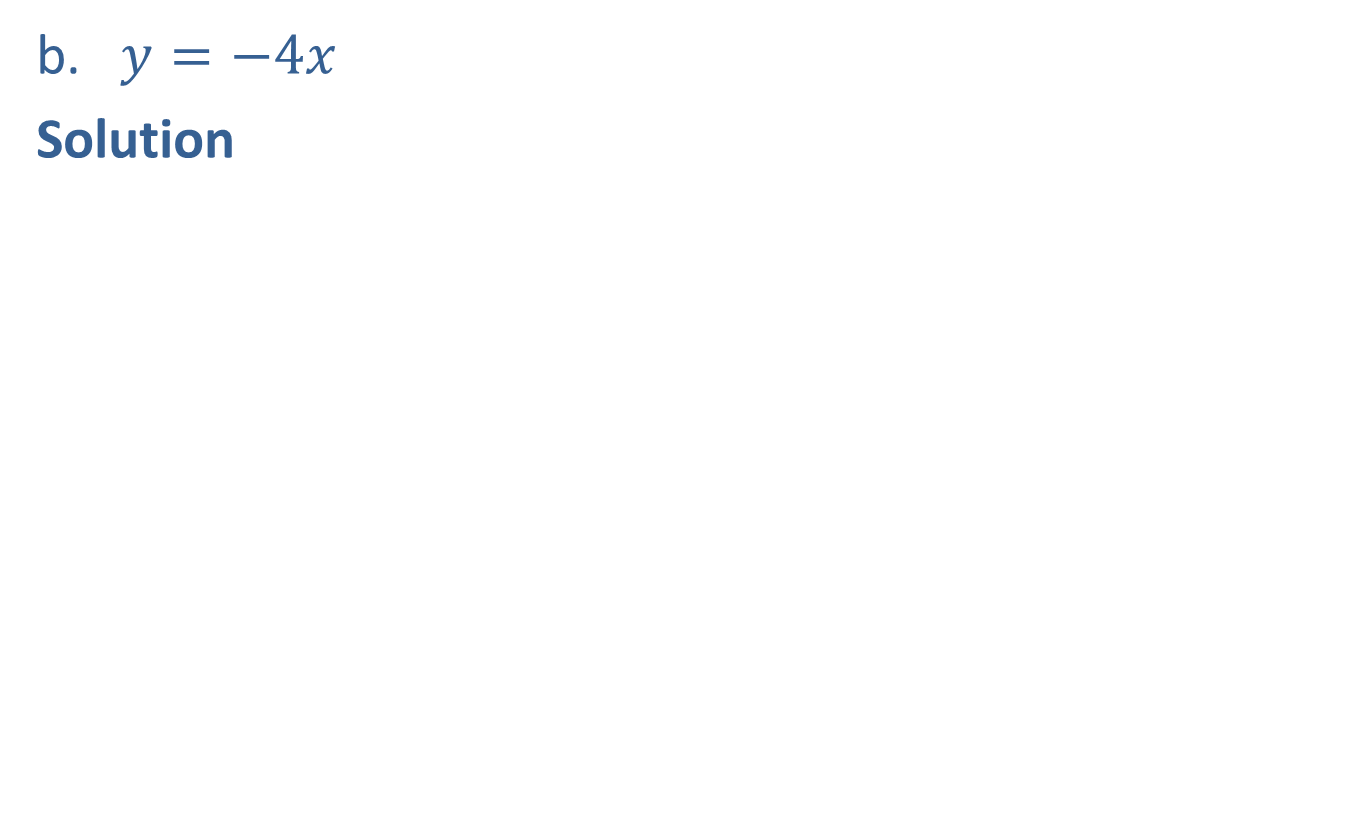 b. y = −4x
Solution